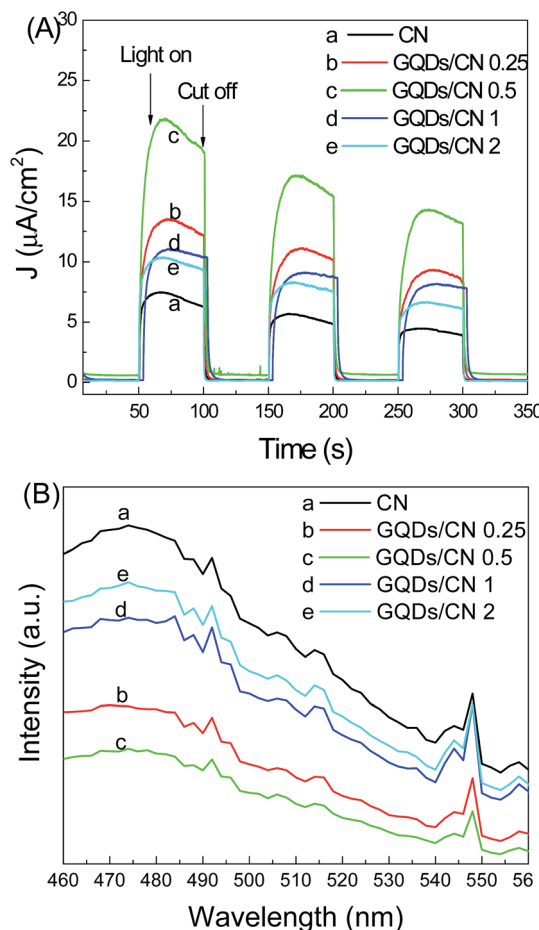 (A)
30
25
20
15
10
5
0
J (μA/cm²)
Light on
Cut off
a CN
b GQDs/CN 0.25
c GQDs/CN 0.5
d GQDs/CN 1
e GQDs/CN 2
c
b
d
e
a
50 100 150 200 250 300 350
Time (s)
(B)
Intensity (a.u.)
a CN
b GQDs/CN 0.25
c GQDs/CN 0.5
d GQDs/CN 1
e GQDs/CN 2
a
e
d
b
c
460 470 480 490 500 510 520 530 540 550 56
Wavelength (nm)